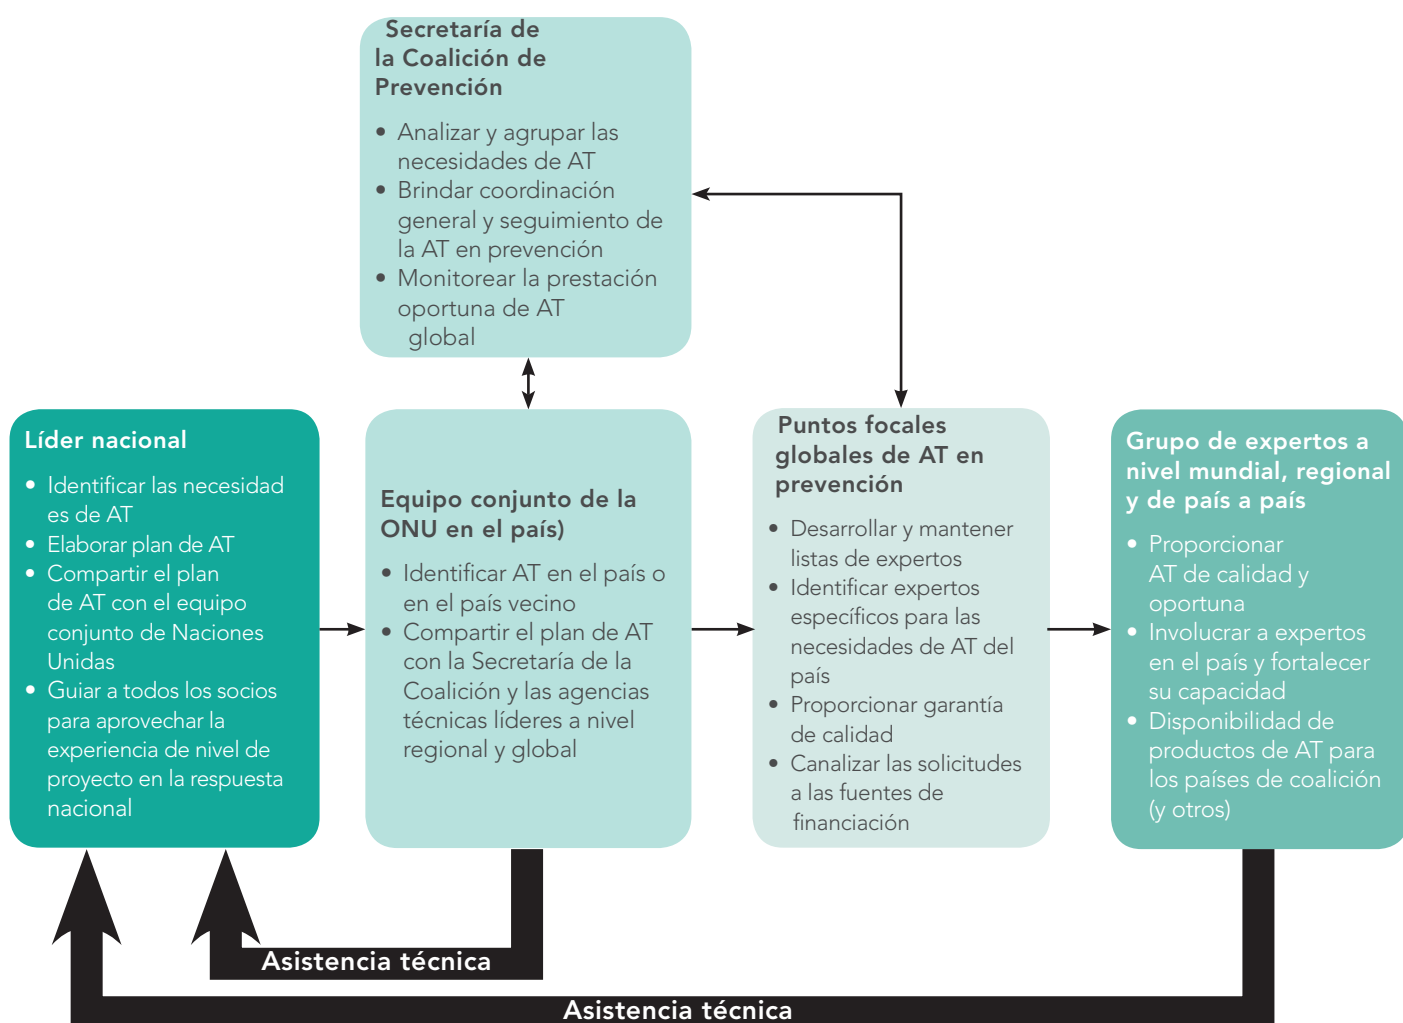 Secretaría de
la Coalición de
Prevención
• Analizar y agrupar las
necesidades de AT
• Brindar coordinación
general y seguimiento de
la AT en prevención
• Monitorear la prestación
oportuna de AT
global
Líder nacional
• Identificar las necesidad
es de AT
• Elaborar plan de AT
• Compartir el plan
de AT con el equipo
conjunto de Naciones
Unidas
• Guiar a todos los socios
para aprovechar la
experiencia de nivel de
proyecto en la respuesta
nacional
Equipo conjunto de la
ONU en el país)
• Identificar AT en el país o
en el país vecino
• Compartir el plan de AT
con la Secretaría de la
Coalición y las agencias
técnicas líderes a nivel
regional y global
Puntos focales
globales de AT en
prevención
• Desarrollar y mantener
listas de expertos
• Identificar expertos
específicos para las
necesidades de AT del
país
• Proporcionar garantía
de calidad
• Canalizar las solicitudes
a las fuentes de
financiación
Grupo de expertos a
nivel mundial, regional
y de país a país
• Proporcionar
AT de calidad y
oportuna
• Involucrar a expertos
en el país y fortalecer
su capacidad
• Disponibilidad de
productos de AT para
los países de coalición
(y otros)
Asistencia técnica
Asistencia técnica